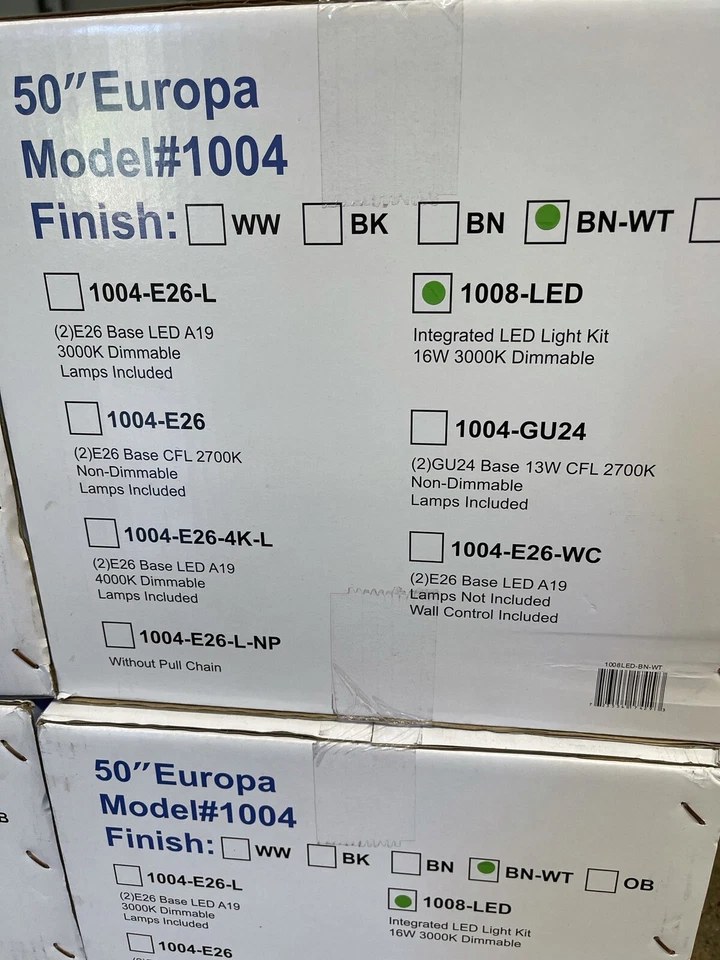 50" Europa
Model#1004
Finish: WW BK BN BN-WT
1004-E26-L
(2)E26 Base LED A19
3000K Dimmable
Lamps Included
1008-LED
Integrated LED Light Kit
16W 3000K Dimmable
1004-E26
(2)E26 Base CFL 2700K
Non-Dimmable
Lamps Included
1004-GU24
(2)GU24 Base 13W CFL 2700K
Non-Dimmable
Lamps Included
1004-E26-4K-L
(2)E26 Base LED A19
4000K Dimmable
Lamps Included
1004-E26-WC
(2)E26 Base LED A19
Lamps Not Included
Wall Control Included
1004-E26-L-NP
Without Pull Chain
1008LED-BN-WT
50" Europa
Model#1004
Finish: WW BK BN BN-WT OB
1004-E26-L
(2)E26 Base LED A19
3000K Dimmable
Lamps Included
1008-LED
Integrated LED Light Kit
16W 3000K Dimmable
1004-E26